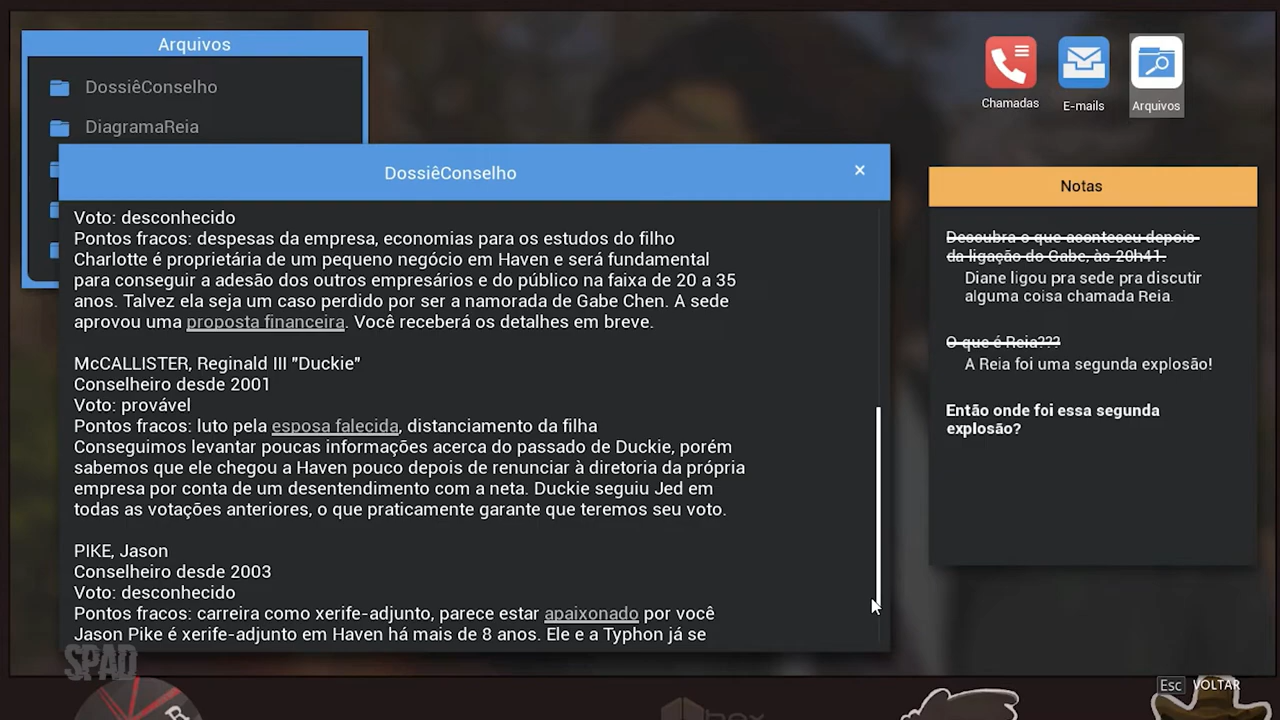 Arquivos
DossiêConselho
DiagramaReia
Chamadas
E-mails
Arquivos
DossiêConselho
×
Voto: desconhecido
Pontos fracos: despesas da empresa, economias para os estudos do filho
Charlotte é proprietária de um pequeno negócio em Haven e será fundamental
para conseguir a adesão dos outros empresários e do público na faixa de 20 a 35
anos. Talvez ela seja um caso perdido por ser a namorada de Gabe Chen. A sede
aprovou uma proposta financeira. Você receberá os detalhes em breve.
McCALLISTER, Reginald III "Duckie"
Conselheiro desde 2001
Voto: provável
Pontos fracos: luto pela esposa falecida, distanciamento da filha
Conseguimos levantar poucas informações acerca do passado de Duckie, porém
sabemos que ele chegou a Haven pouco depois de renunciar à diretoria da própria
empresa por conta de um desentendimento com a neta. Duckie seguiu Jed em
todas as votações anteriores, o que praticamente garante que teremos seu voto.
PIKE, Jason
Conselheiro desde 2003
Voto: desconhecido
Pontos fracos: carreira como xerife-adjunto, parece estar apaixonado por você
Jason Pike é xerife-adjunto em Haven há mais de 8 anos. Ele e a Typhon já se
Notas
Descubra o que aconteceu depois
da ligação do Gabe, às 20h41.
Diane ligou pra sede pra discutir
alguma coisa chamada Reia.
O que é Reia???
A Reia foi uma segunda explosão!
Então onde foi essa segunda
explosão?
SPAD
Esc VOLTAR